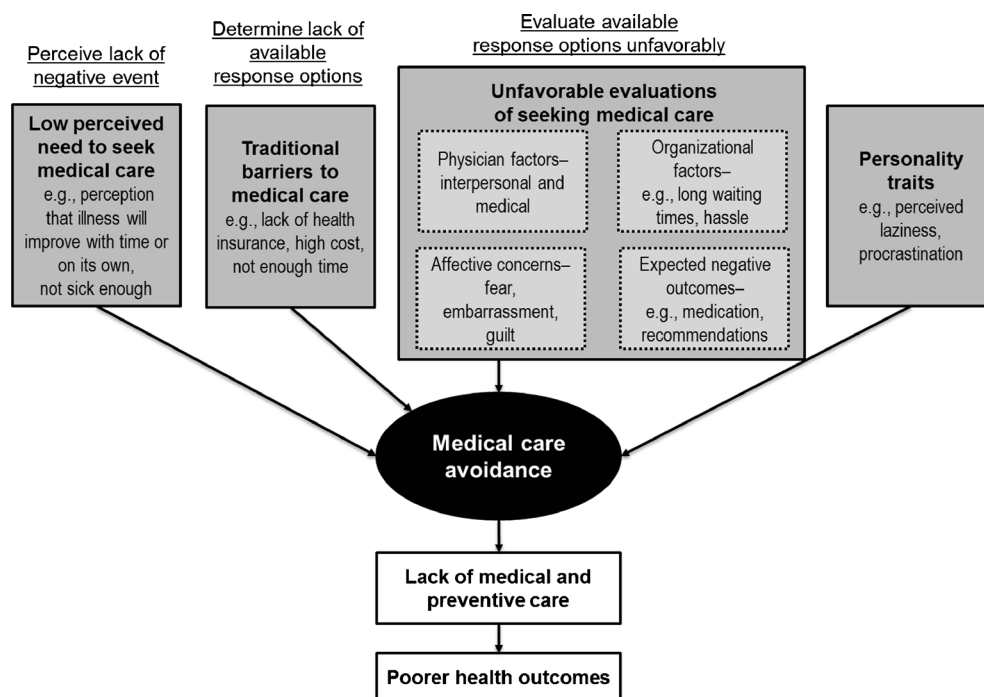 Perceive lack of
negative event
Determine lack of
available
response options
Evaluate available
response options unfavorably
Low perceived
need to seek
medical care
e.g., perception
that illness will
improve with time or
on its own,
not sick enough
Traditional
barriers to
medical care
e.g., lack of health
insurance, high cost,
not enough time
Unfavorable evaluations
of seeking medical care
Physician factors–
interpersonal and
medical
Organizational
factors–
e.g., long waiting
times, hassle
Affective concerns–
fear,
embarrassment,
guilt
Expected negative
outcomes–
e.g., medication,
recommendations
Personality
traits
e.g., perceived
laziness,
procrastination
Medical care
avoidance
Lack of medical and
preventive care
Poorer health outcomes